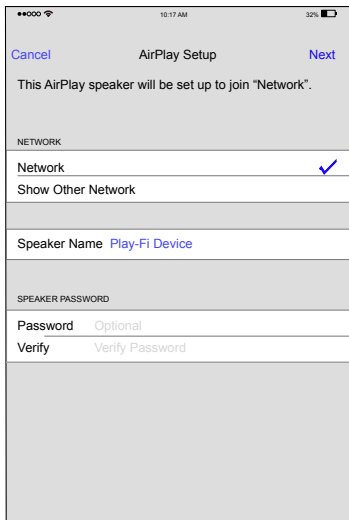 10:17 AM 32%
Cancel AirPlay Setup Next
This AirPlay speaker will be set up to join “Network”.
NETWORK
Network
Show Other Network
Speaker Name Play-Fi Device
SPEAKER PASSWORD
Password Optional
Verify Verify Password